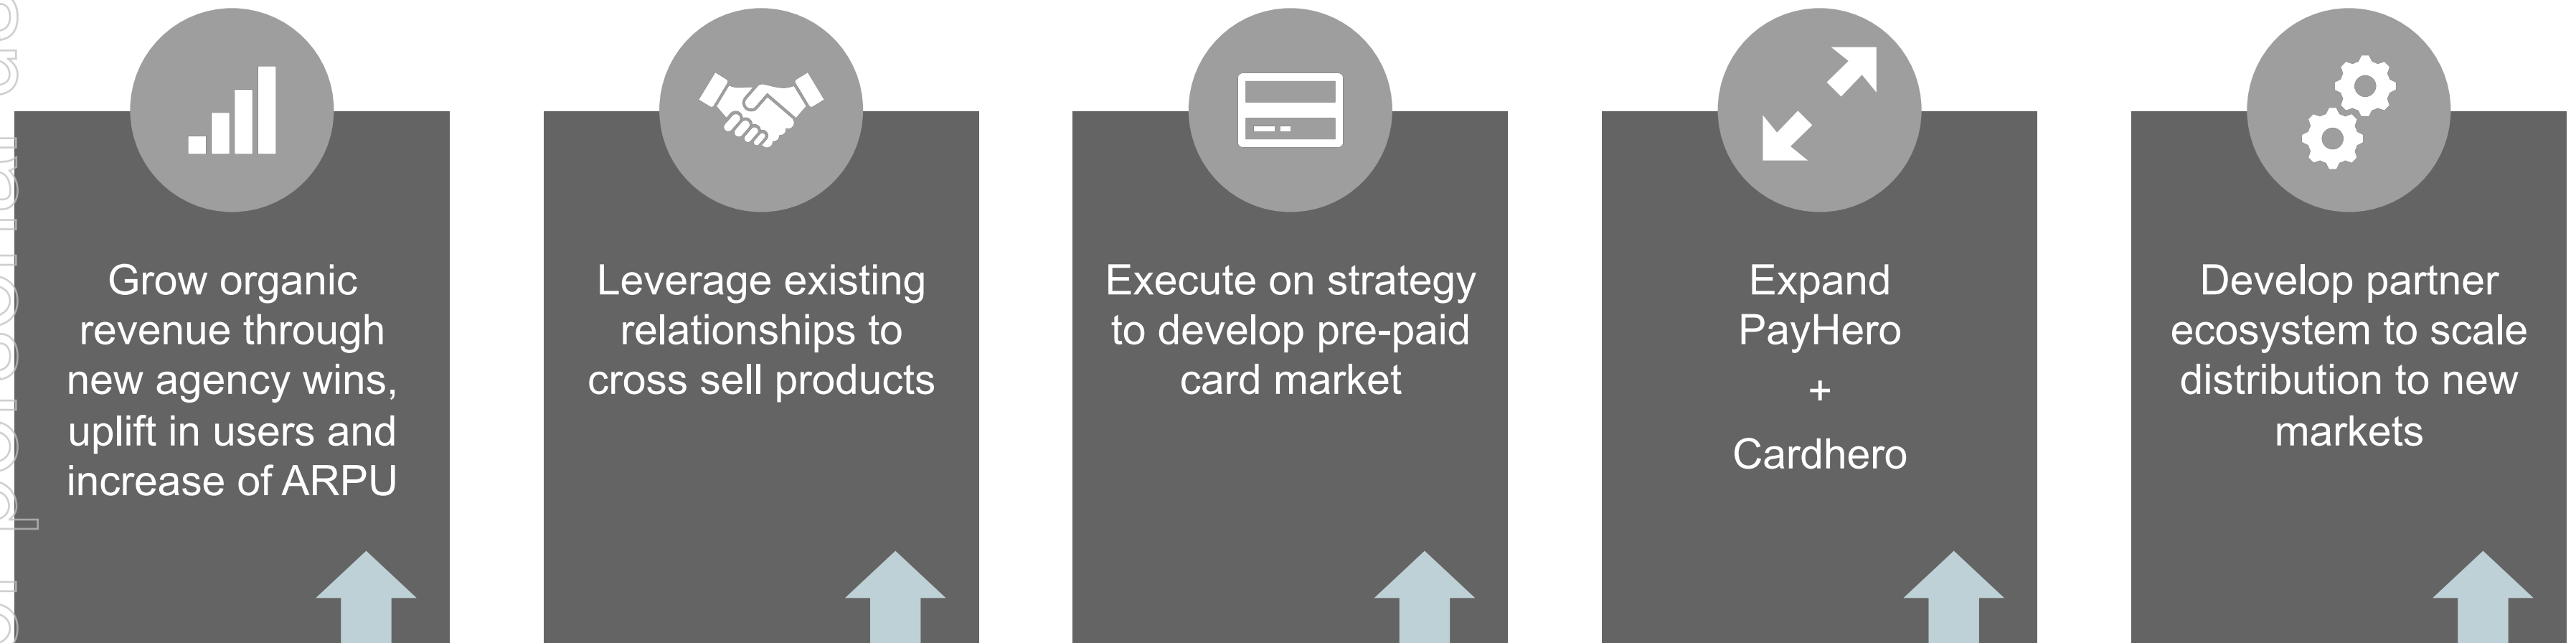 Grow organic
revenue through
new agency wins,
uplift in users and
increase of ARPU
Leverage existing
relationships to
cross sell products
Execute on strategy
to develop pre-paid
card market
Expand
PayHero
+
Cardhero
Develop partner
ecosystem to scale
distribution to new
markets